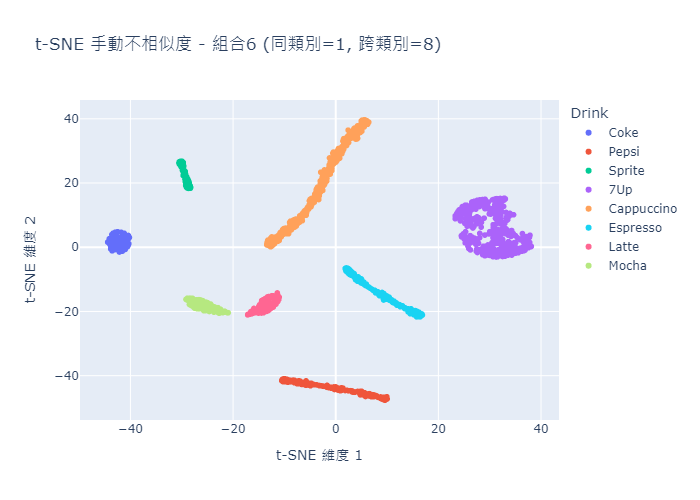 t-SNE 手動不相似度 - 組合6 (同類別=1, 跨類別=8)
Drink
Coke
Pepsi
Sprite
7Up
Cappuccino
Espresso
Latte
Mocha
t-SNE 維度 2
40
20
0
−20
−40
−40
−20
0
20
40
t-SNE 維度 1